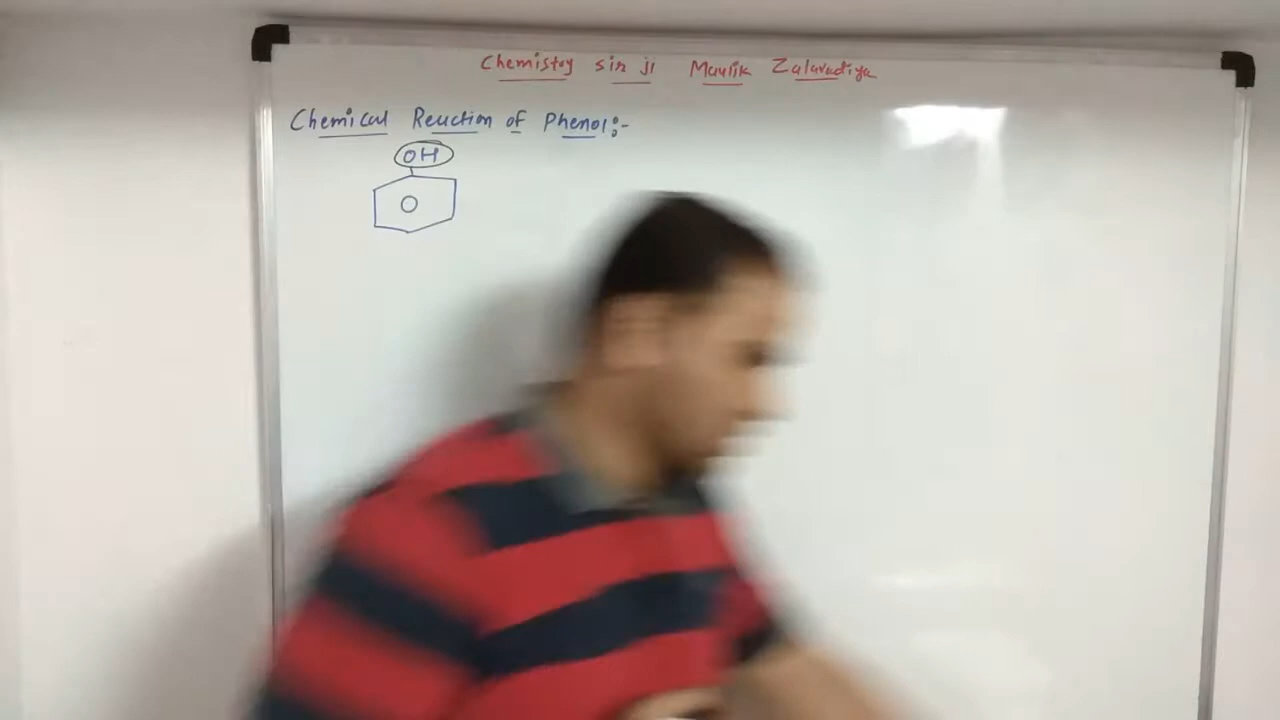 Chemistry sir ji Maulik Zalavadiya
Chemical Reaction of Phenol:-
OH